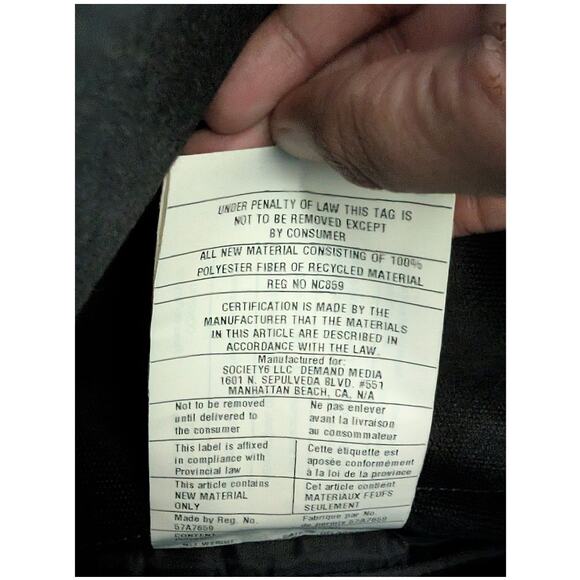 UNDER PENALTY OF LAW THIS TAG IS
NOT TO BE REMOVED EXCEPT
BY CONSUMER
ALL NEW MATERIAL CONSISTING OF 100%
POLYESTER FIBER OF RECYCLED MATERIAL
REG NO NC859
CERTIFICATION IS MADE BY THE
MANUFACTURER THAT THE MATERIALS
IN THIS ARTICLE ARE DESCRIBED IN
ACCORDANCE WITH THE LAW.
Manufactured for:
SOCIETY6 LLC DEMAND MEDIA
1601 N. SEPULVEDA BLVD. #551
MANHATTAN BEACH, CA, N/A
Not to be removed
until delivered to
the consumer
Ne pas enlever
avant la livraison
au consommateur
This label is affixed
in compliance with
Provincial law
Cette étiquette est
apposée conformément
à la loi de la province
This article contains
NEW MATERIAL
ONLY
Cet article contient
MATERIAUX FEUFS
SEULEMENT
Made by Reg. No.
57A7659
Fabrique par No.
de permis 57A7659
CONTENT